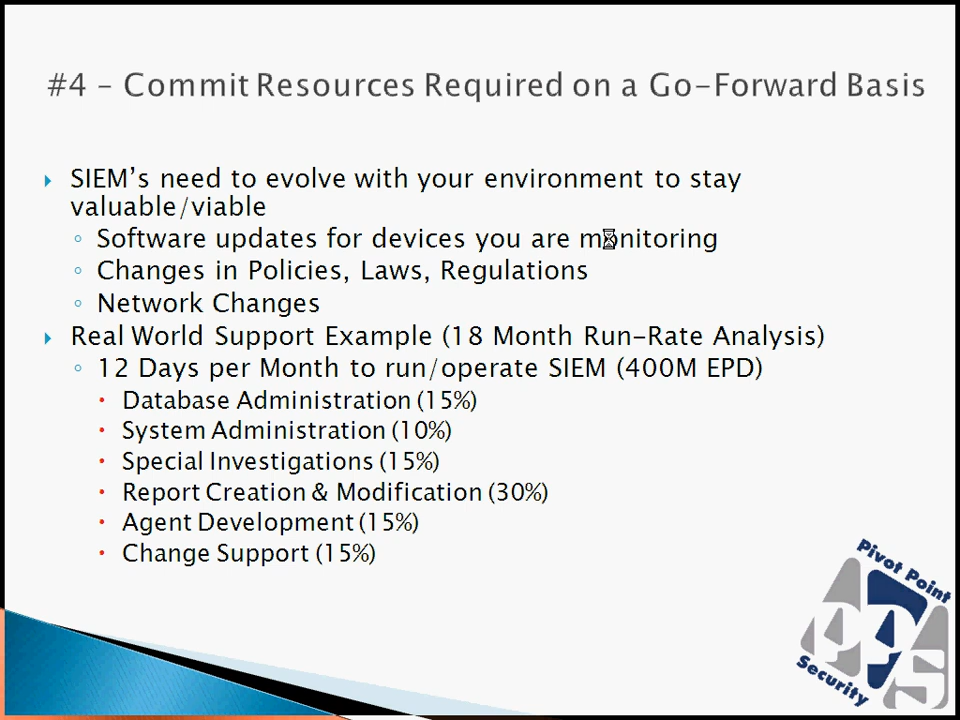 #4 – Commit Resources Required on a Go-Forward Basis
SIEM's need to evolve with your environment to stay
valuable/viable
Software updates for devices you are monitoring
Changes in Policies, Laws, Regulations
Network Changes
Real World Support Example (18 Month Run-Rate Analysis)
12 Days per Month to run/operate SIEM (400M EPD)
Database Administration (15%)
System Administration (10%)
Special Investigations (15%)
Report Creation & Modification (30%)
Agent Development (15%)
Change Support (15%)
Pivot Point
PPS
Security